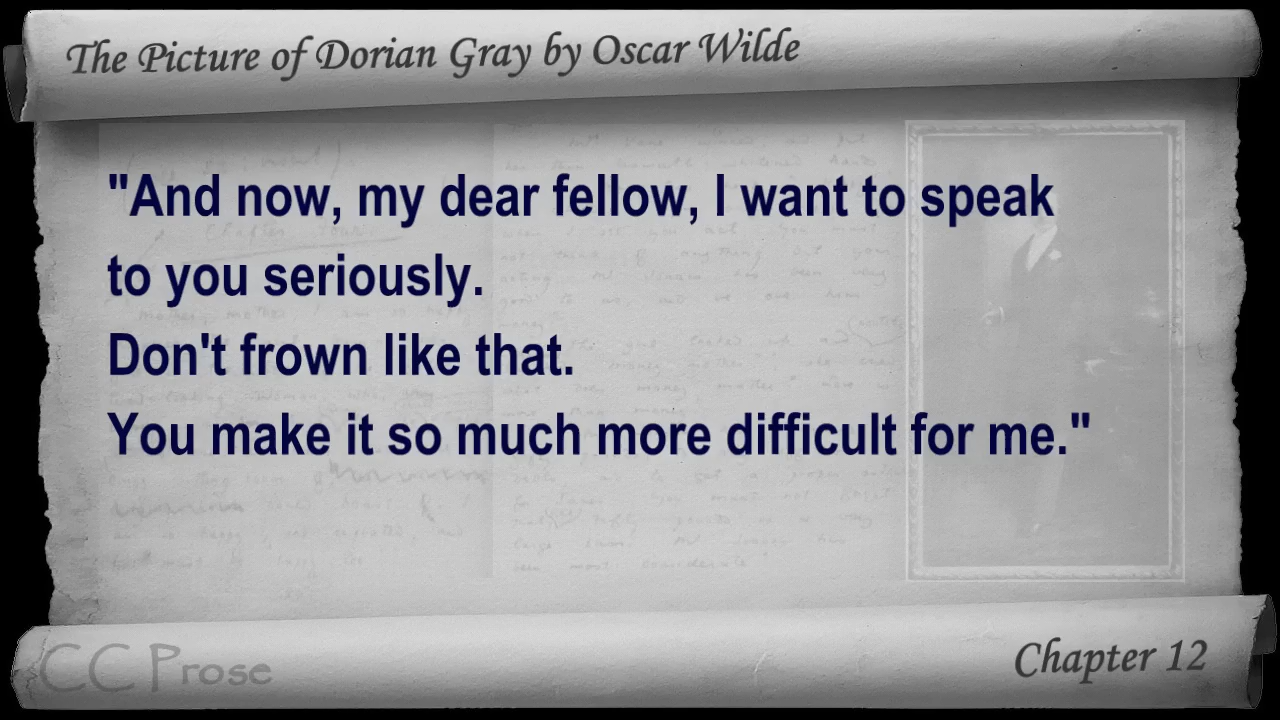 The Picture of Dorian Gray by Oscar Wilde
"And now, my dear fellow, I want to speak
to you seriously.
Don't frown like that.
You make it so much more difficult for me."
CC Prose
Chapter 12